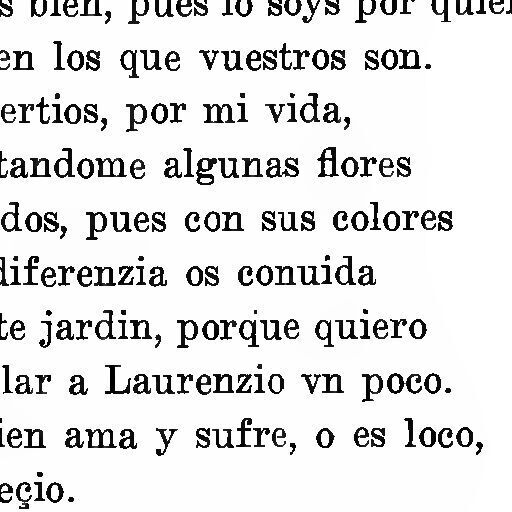 s bien, pues lo soys por quien
en los que vuestros son.
ertios, por mi vida,
tandome algunas flores
dos, pues con sus colores
diferenzia os conuida
te jardin, porque quiero
lar a Laurenzio vn poco.
ien ama y sufre, o es loco,
eçio.